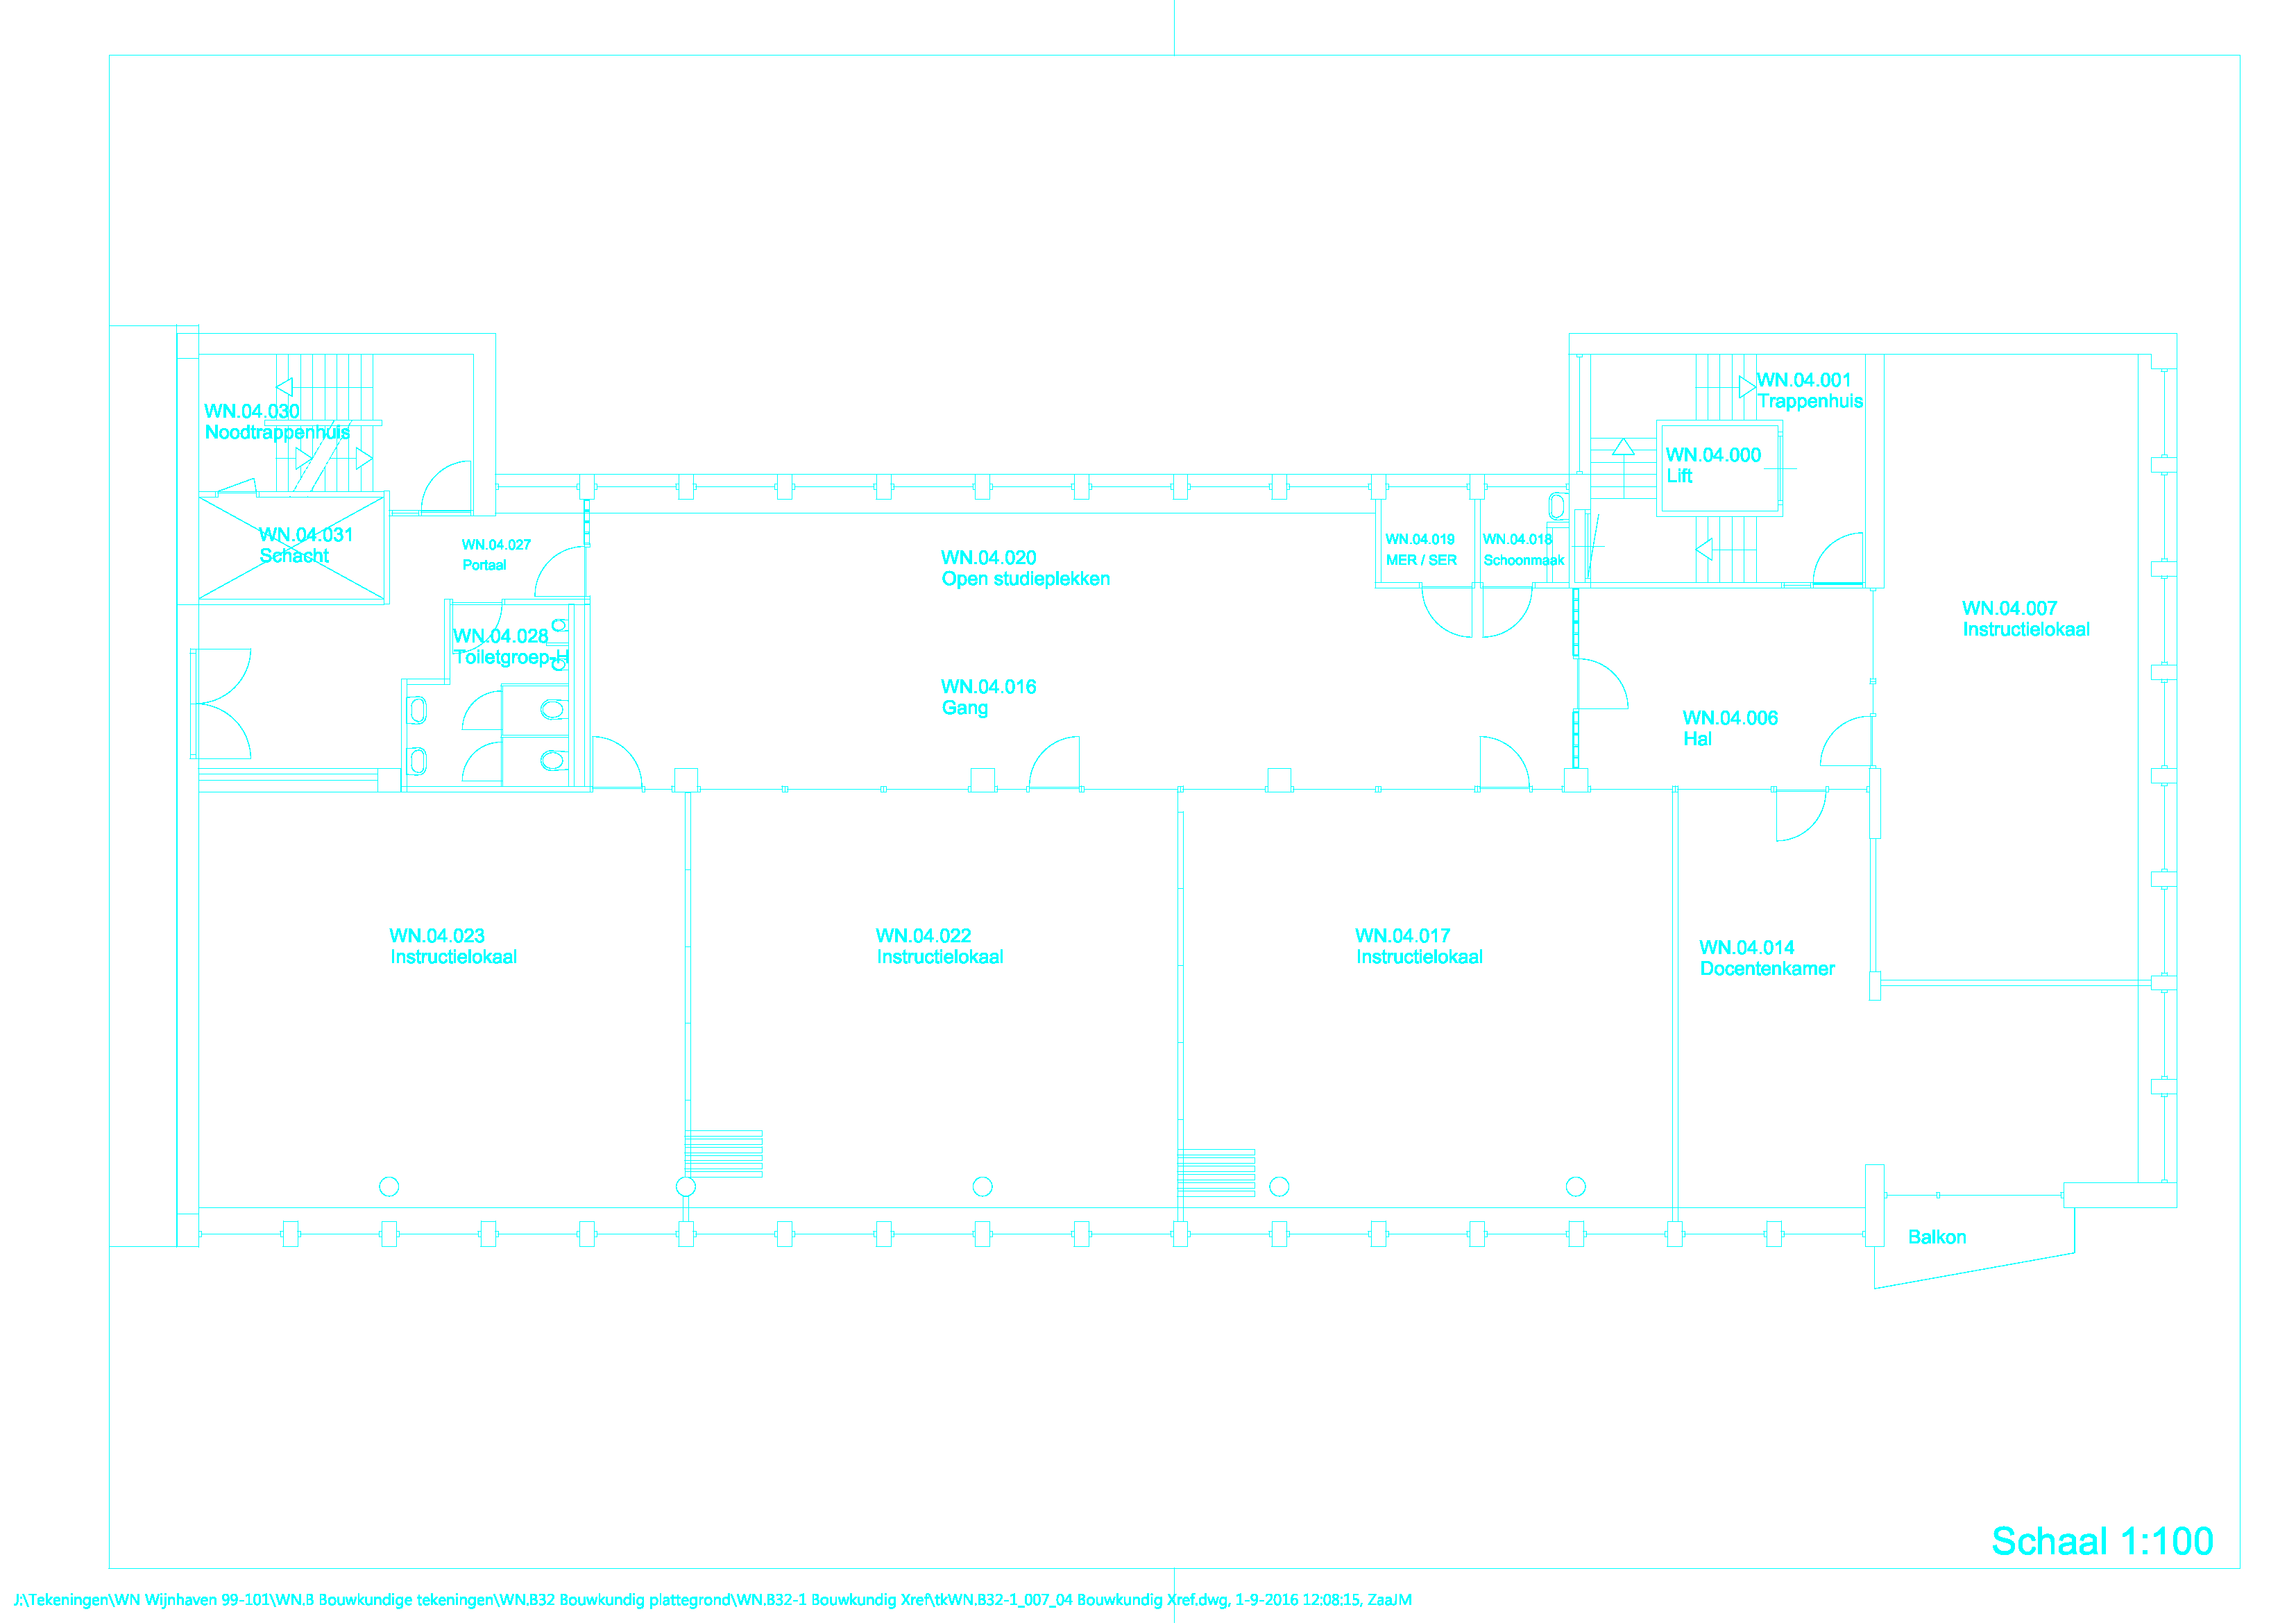 WN.04.001
Trappenhuis
WN.04.030
Noodtrappenhuis
WN.04.000
Lift
WN.04.031
Schacht
WN.04.027
Portaal
WN.04.020
Open studieplekken
WN.04.019
MER / SER
WN.04.018
Schoonmaak
WN.04.007
Instructielokaal
WN.04.028
Toiletgroep-H
WN.04.016
Gang
WN.04.006
Hal
WN.04.023
Instructielokaal
WN.04.022
Instructielokaal
WN.04.017
Instructielokaal
WN.04.014
Docentenkamer
Balkon
Schaal 1:100
J:\Tekeningen\WN Wijnhaven 99-101\WN.B Bouwkundige tekeningen\WN.B32 Bouwkundig plattegrond\WN.B32-1 Bouwkundig Xref\tkWN.B32-1_007_04 Bouwkundig Xref.dwg, 1-9-2016 12:08:15, ZaaJM